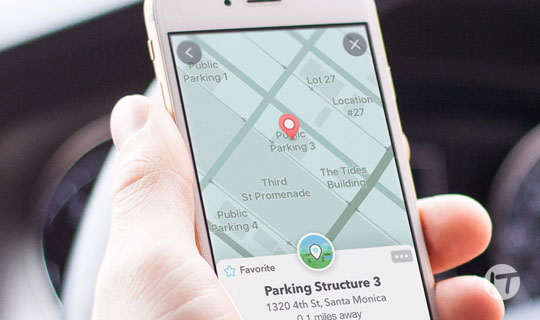 Public
Parking 1
Lot 27
Location
#27
Public
Parking 3
The Tides
Building
Third
St Promenade
Public
Parking 4
Favorite
Parking Structure 3
1320 4th St, Santa Monica
0.1 miles away
IT